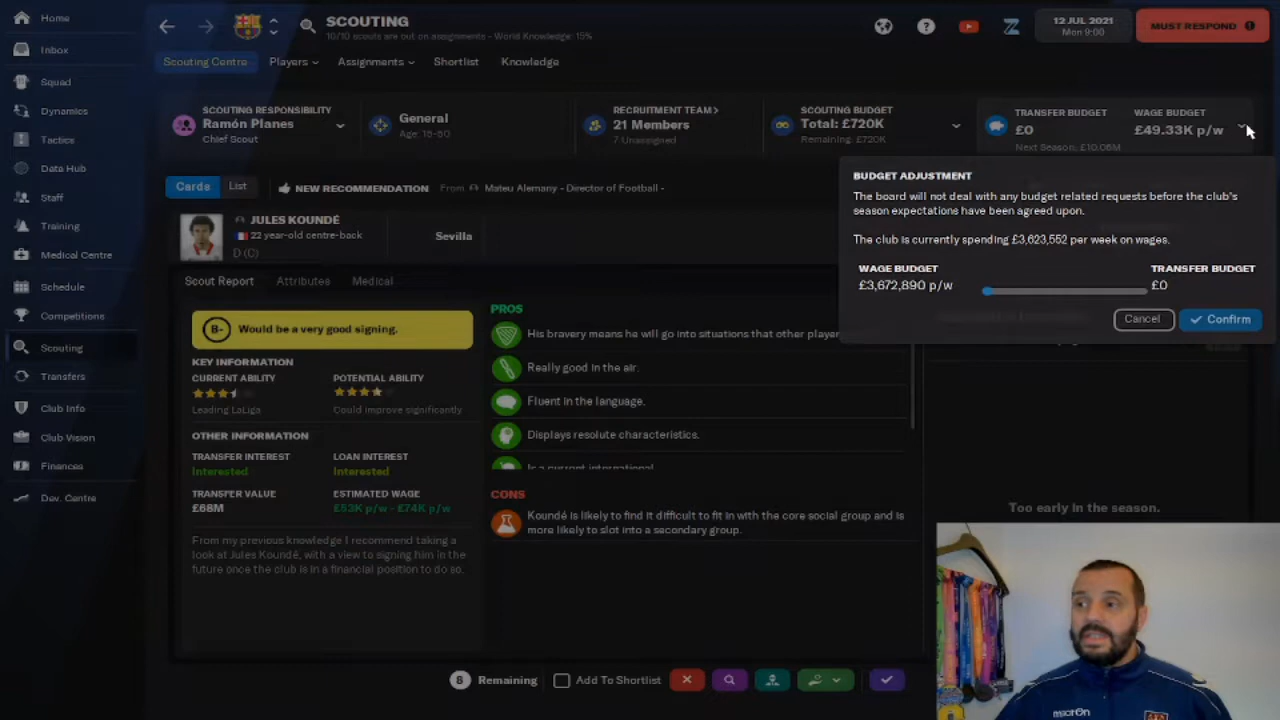 Home
Inbox
Squad
Dynamics
Tactics
Data Hub
Staff
Training
Medical Centre
Schedule
Competitions
Scouting
Transfers
Club Info
Club Vision
Finances
Dev. Centre
SCOUTING
10/10 scouts are out on assignments - World Knowledge: 15%
12 JUL 2021
Mon 9:00
MUST RESPOND
Scouting Centre
Players
Assignments
Shortlist
Knowledge
SCOUTING RESPONSIBILITY
Ramón Planes
Chief Scout
General
Age: 18-80
RECRUITMENT TEAM >
21 Members
7 Unassigned
SCOUTING BUDGET
Total: £720K
Remaining: £720K
TRANSFER BUDGET
£0
Next Season: £10.06M
WAGE BUDGET
£49.33K p/w
BUDGET ADJUSTMENT
The board will not deal with any budget related requests before the club's
season expectations have been agreed upon.
The club is currently spending £3,623,552 per week on wages.
WAGE BUDGET
£3,672,890 p/w
TRANSFER BUDGET
£0
Cancel
Confirm
Cards
List
NEW RECOMMENDATION
From Mateu Alemany - Director of Football -
JULES KOUNDÉ
22 year-old centre-back
D (C)
Sevilla
Scout Report
Attributes
Medical
B-
Would be a very good signing.
KEY INFORMATION
CURRENT ABILITY
Leading LaLiga
POTENTIAL ABILITY
Could improve significantly
OTHER INFORMATION
TRANSFER INTEREST
Interested
LOAN INTEREST
Interested
TRANSFER VALUE
£68M
ESTIMATED WAGE
£53K p/w - £74K p/w
From my previous knowledge I recommend taking a
look at Jules Koundé, with a view to signing him in the
future once the club is in a financial position to do so.
PROS
His bravery means he will go into situations that other player
Really good in the air.
Fluent in the language.
Displays resolute characteristics.
Is a current international
CONS
Koundé is likely to find it difficult to fit in with the core social group and is
more likely to slot into a secondary group.
Too early in the season.
8 Remaining
Add To Shortlist
macron